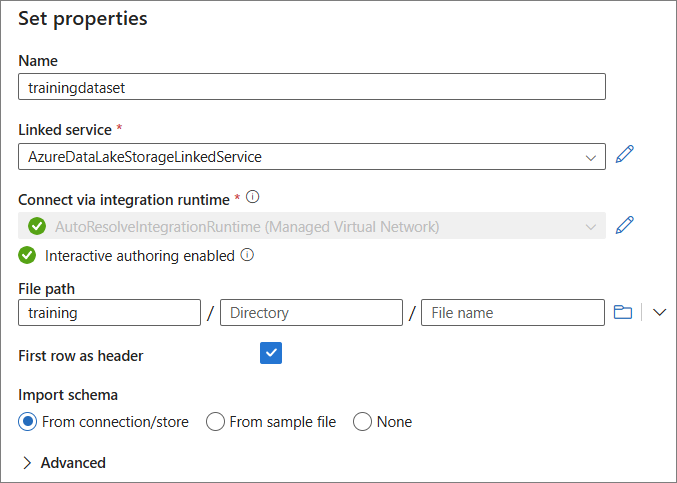 Set properties
Name
trainingdataset
Linked service *
AzureDataLakeStorageLinkedService
Connect via integration runtime *
AutoResolveIntegrationRuntime (Managed Virtual Network)
Interactive authoring enabled
File path
training / Directory / File name
First row as header
Import schema
From connection/store From sample file None
Advanced